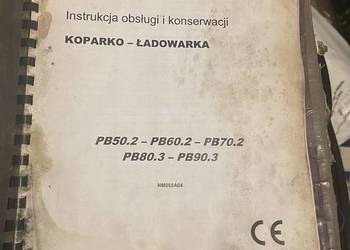 Instrukcja obsługi i konserwacji
KOPARKO – ŁADOWARKA
PB50.2 – PB60.2 – PB70.2
PB80.3 – PB90.3
CE